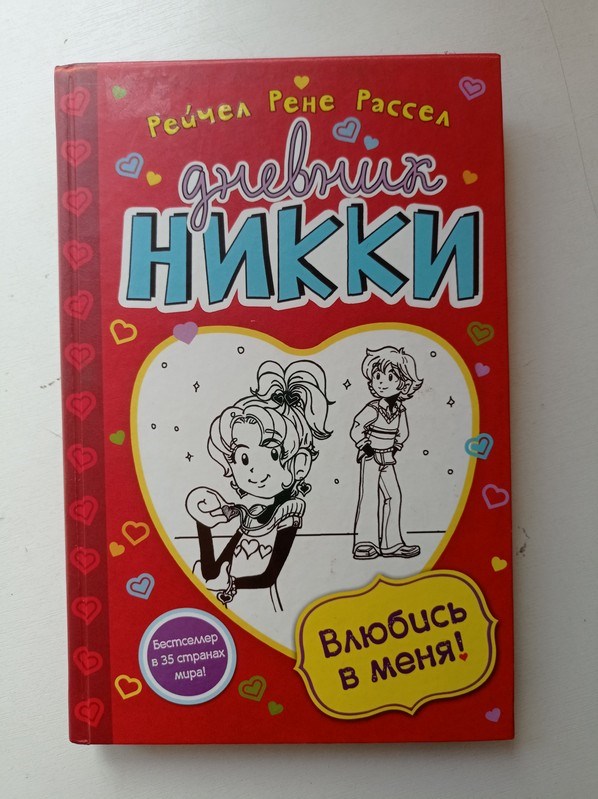 Рейчел Рене Рассел
дневник
НИККИ
Бестселлер
в 35 странах
мира!
Влюбись
в меня!